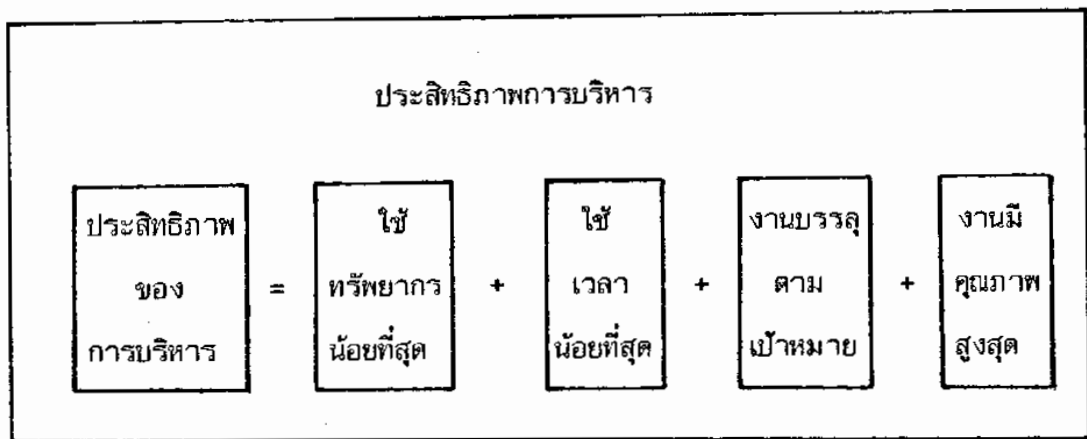 ประสิทธิภาพการบริหาร
ประสิทธิภาพ
ของ
การบริหาร
=
ใช้
ทรัพยากร
น้อยที่สุด
+
ใช้
เวลา
น้อยที่สุด
+
งานบรรลุ
ตาม
เป้าหมาย
+
งานมี
คุณภาพ
สูงสุด